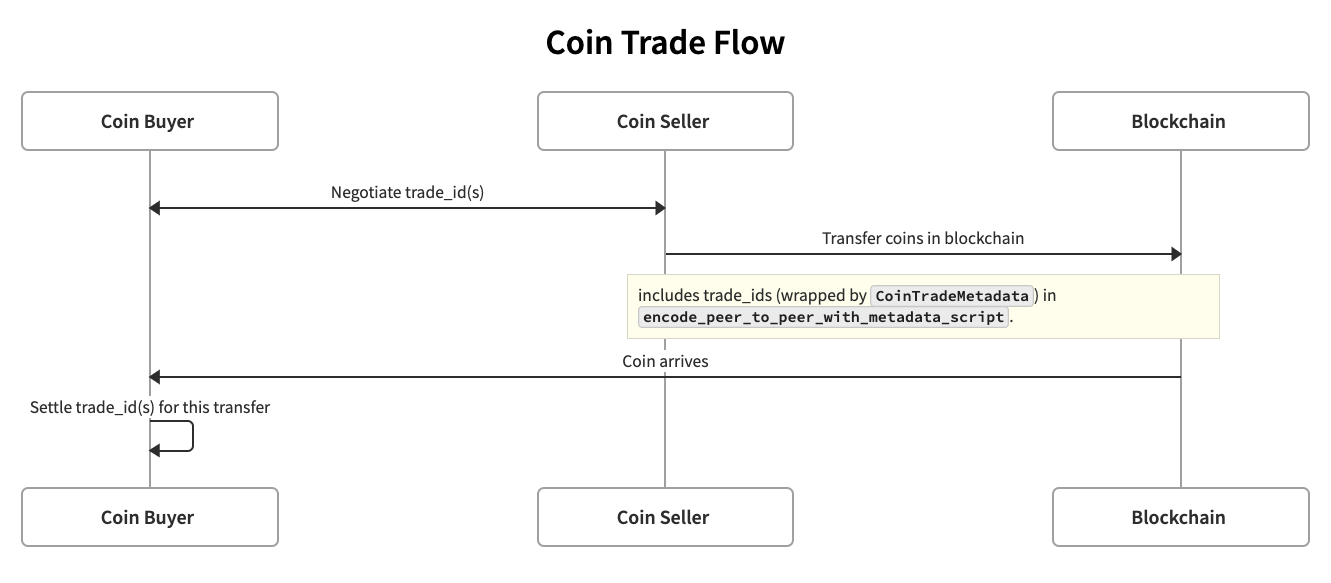 Coin Trade Flow
Coin Buyer
Coin Seller
Blockchain
Negotiate trade_id(s)
Transfer coins in blockchain
includes trade_ids (wrapped by CoinTradeMetadata) in
encode_peer_to_peer_with_metadata_script.
Coin arrives
Settle trade_id(s) for this transfer
Coin Buyer
Coin Seller
Blockchain